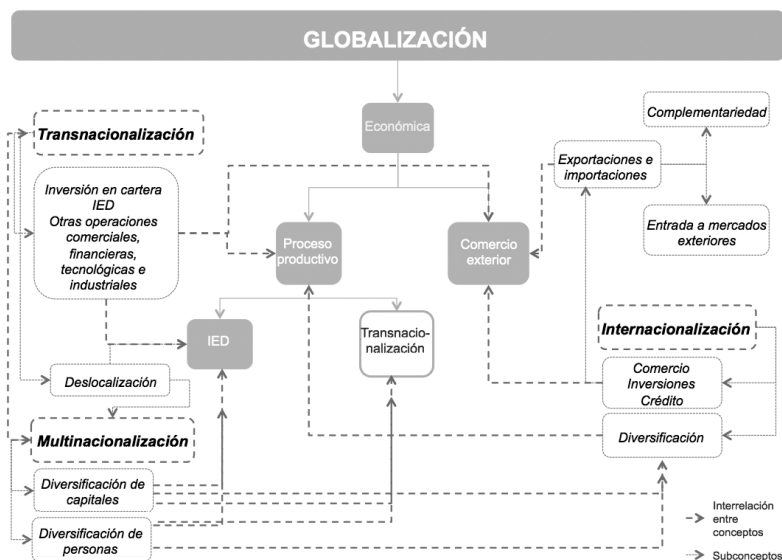 GLOBALIZACIÓN
Económica
Complementariedad
Transnacionalización
Exportaciones e
importaciones
Inversión en cartera
IED
Otras operaciones
comerciales,
financieras,
tecnológicas e
industriales
Proceso
productivo
Comercio
exterior
Entrada a mercados
exteriores
IED
Transnacio-
nalización
Internacionalización
Deslocalización
Comercio
Inversiones
Crédito
Multinacionalización
Diversificación
Diversificación de
capitales
Diversificación de
personas
Interrelación
entre
conceptos
Subconceptos